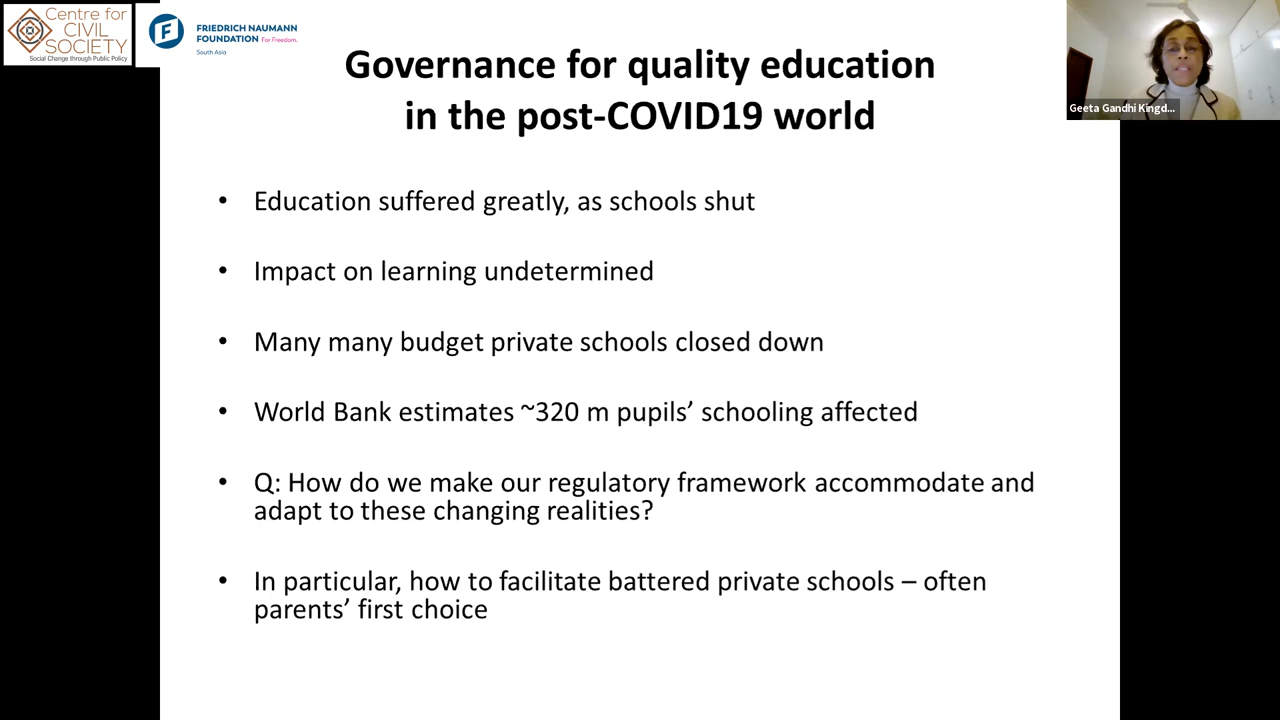 Centre for
CIVIL
SOCIETY
Social Change through Public Policy
F
FRIEDRICH NAUMANN
FOUNDATION For Freedom.
South Asia
Geeta Gandhi Kingd...
Governance for quality education
in the post-COVID19 world
• Education suffered greatly, as schools shut
• Impact on learning undetermined
• Many many budget private schools closed down
• World Bank estimates ~320 m pupils’ schooling affected
• Q: How do we make our regulatory framework accommodate and
adapt to these changing realities?
• In particular, how to facilitate battered private schools – often
parents’ first choice